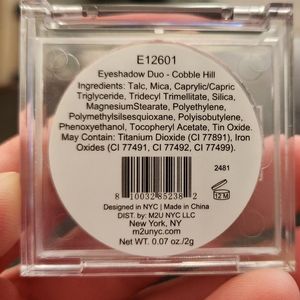 E12601
Eyeshadow Duo - Cobble Hill
Ingredients: Talc, Mica, Caprylic/Capric
Triglyceride, Tridecyl Trimellitate, Silica,
MagnesiumStearate, Polyethylene,
Polymethylsilsesquioxane, Polyisobutylene,
Phenoxyethanol, Tocopheryl Acetate, Tin Oxide.
May Contain: Titanium Dioxide (CI 77891), Iron
Oxides (CI 77491, CI 77492, CI 77499).
2481
8 10032 85238 2
12 M
Designed in NYC | Made in China
DIST. by: M2U NYC LLC
New York, NY
m2unyc.com
Net WT. 0.07 oz./2g